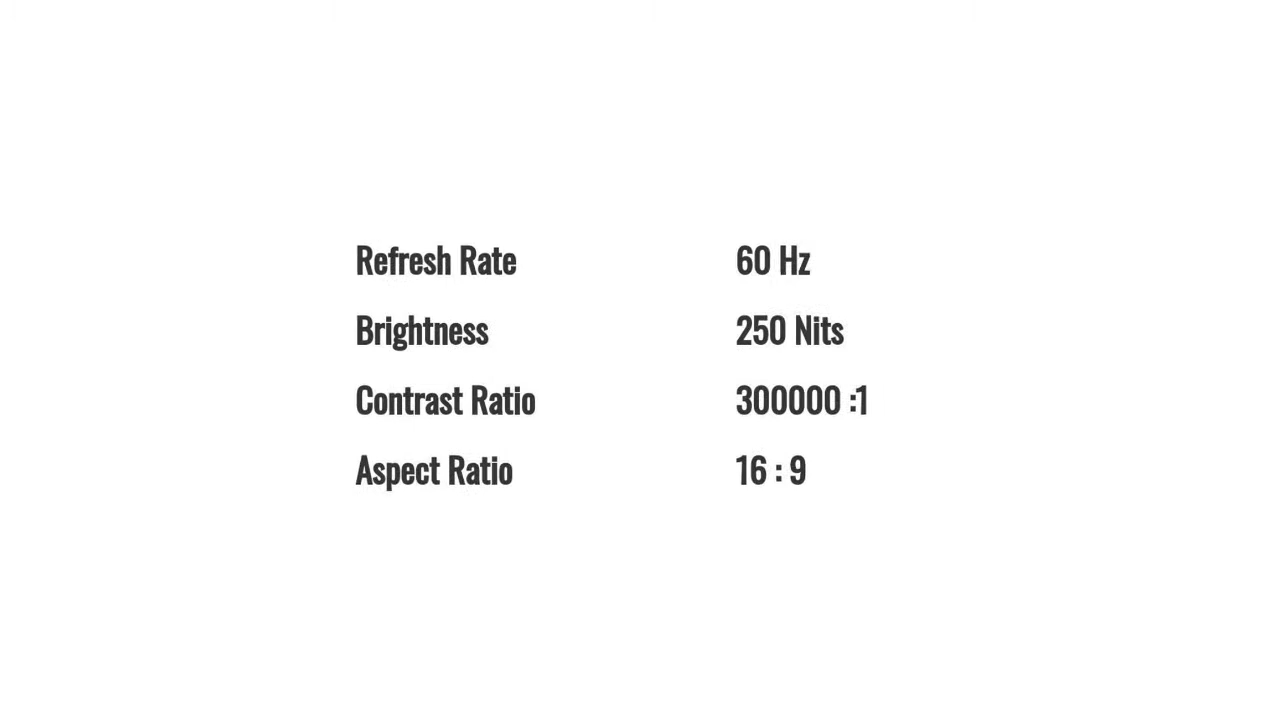 Refresh Rate 60 Hz
Brightness 250 Nits
Contrast Ratio 300000 :1
Aspect Ratio 16 : 9